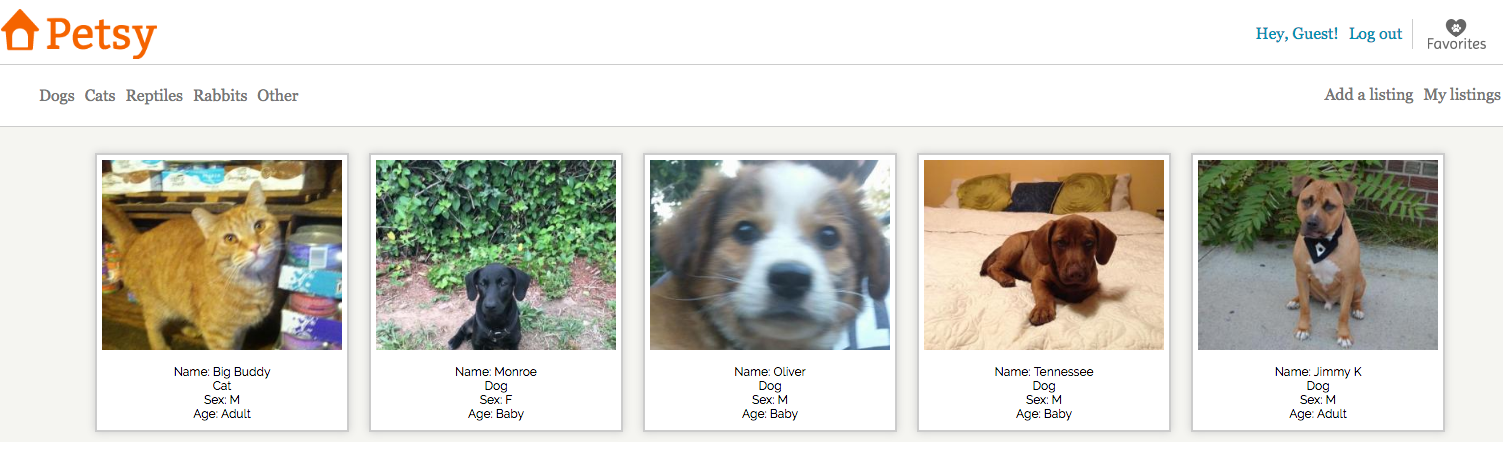 Petsy
Hey, Guest! Log out
Favorites
Dogs Cats Reptiles Rabbits Other
Add a listing My listings
Name: Big Buddy
Cat
Sex: M
Age: Adult
Name: Monroe
Dog
Sex: F
Age: Baby
Name: Oliver
Dog
Sex: M
Age: Baby
Name: Tennessee
Dog
Sex: M
Age: Baby
Name: Jimmy K
Dog
Sex: M
Age: Adult